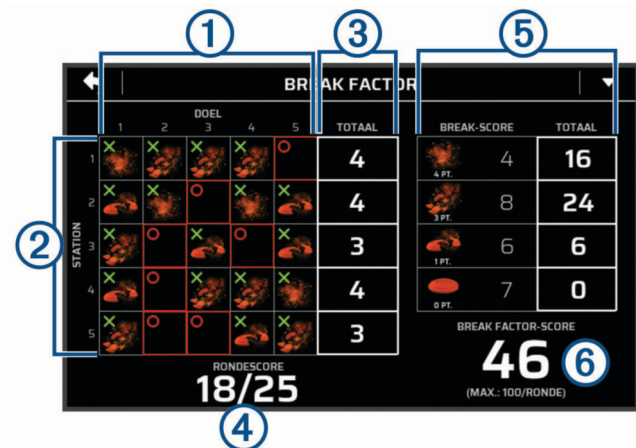 1
3
5
BREAK FACTOR
DOEL
1 2 3 4 5 TOTAAL
BREAK-SCORE TOTAAL
2
STATION
1 X X X X O 4
2 X X O X X 4
3 X O X O X 3
4 X O X X X 4
5 X O O X X 3
4 PT. 4 16
3 PT. 8 24
1 PT. 6 6
0 PT. 7 0
RONDESCORE
18/25
4
BREAK FACTOR-SCORE
46
6
(MAX.: 100/RONDE)